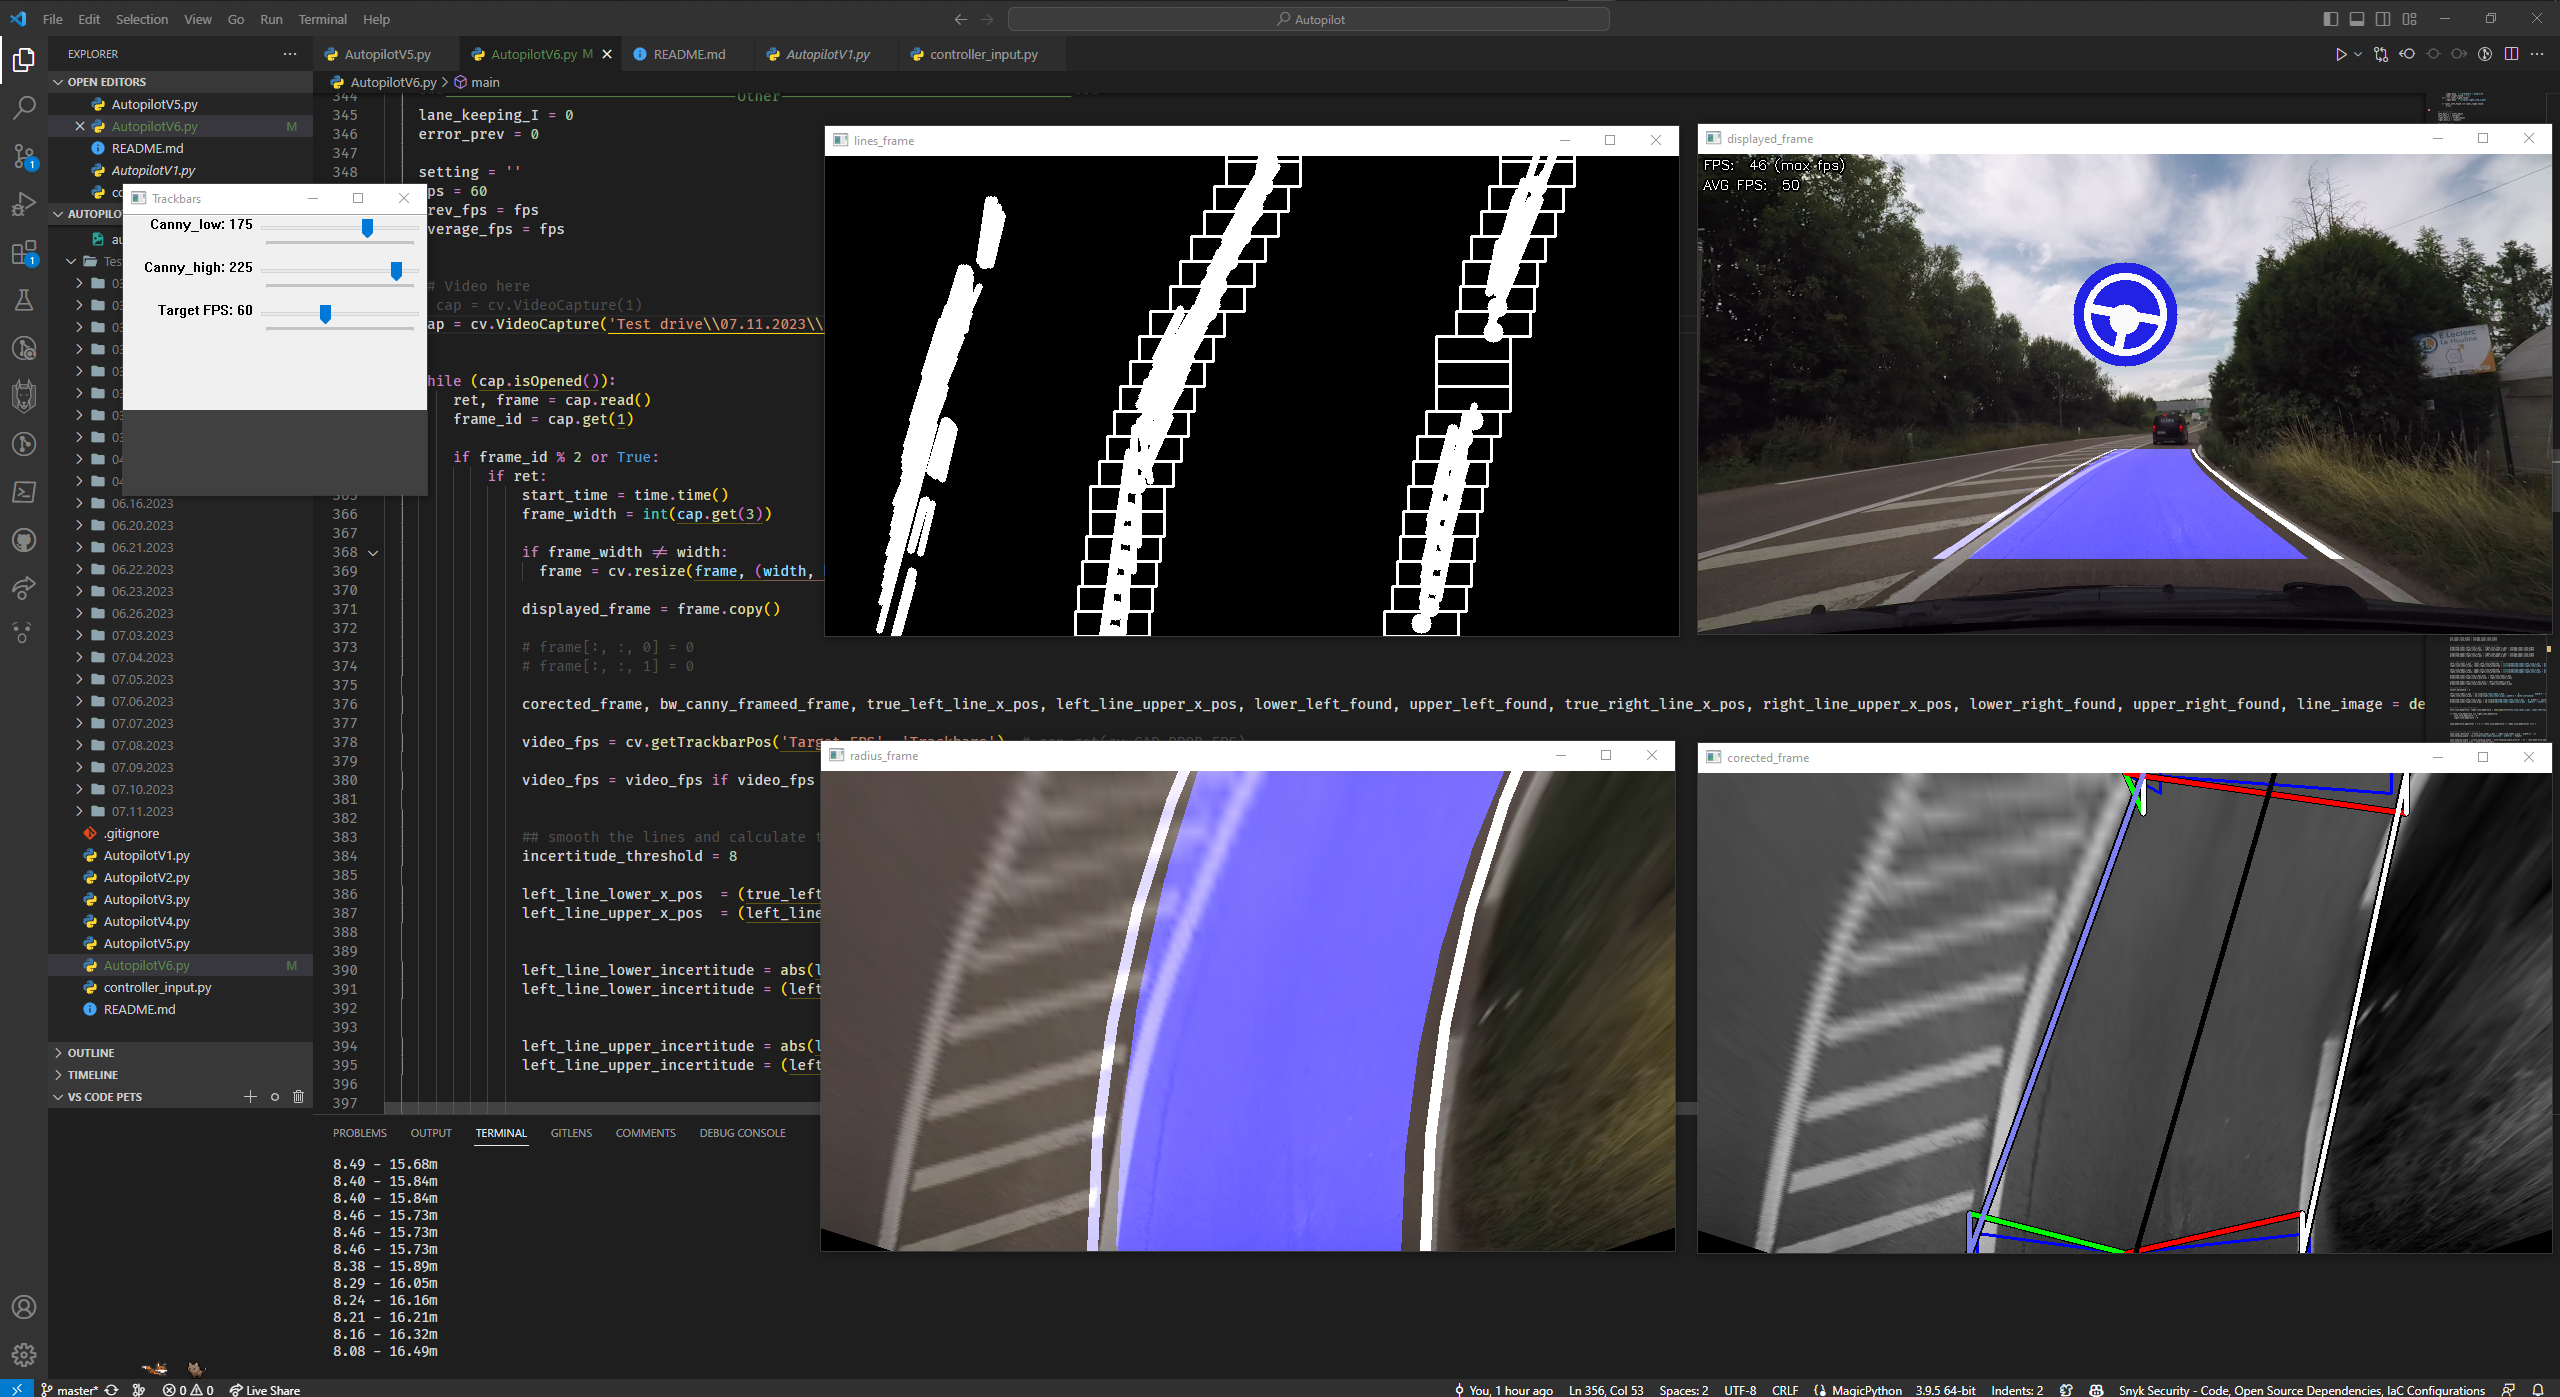 File Edit Selection View Go Run Terminal Help
Autopilot
EXPLORER
OPEN EDITORS
AutopilotV5.py
AutopilotV6.py M
README.md
AutopilotV1.py
06.16.2023
06.20.2023
06.21.2023
06.22.2023
06.23.2023
06.26.2023
07.03.2023
07.04.2023
07.05.2023
07.06.2023
07.07.2023
07.08.2023
07.09.2023
07.10.2023
07.11.2023
.gitignore
AutopilotV1.py
AutopilotV2.py
AutopilotV3.py
AutopilotV4.py
AutopilotV5.py
AutopilotV6.py M
controller_input.py
README.md
OUTLINE
TIMELINE
VS CODE PETS
Trackbars
Canny_low: 175
Canny_high: 225
Target FPS: 60
AutopilotV5.py AutopilotV6.py M README.md AutopilotV1.py controller_input.py
AutopilotV6.py > main
344 Other
345 lane_keeping_I = 0
346 error_prev = 0
347
348 setting = ''
ps = 60
rev_fps = fps
verage_fps = fps
# Video here
cap = cv.VideoCapture(1)
ap = cv.VideoCapture('Test drive\\07.11.2023\\
hile (cap.isOpened()):
ret, frame = cap.read()
frame_id = cap.get(1)
if frame_id % 2 or True:
if ret:
start_time = time.time()
366 frame_width = int(cap.get(3))
367
368 if frame_width ≠ width:
369 frame = cv.resize(frame, (width,
370
371 displayed_frame = frame.copy()
372
373 # frame[:, :, 0] = 0
374 # frame[:, :, 1] = 0
375
376 corected_frame, bw_canny_frameed_frame, true_left_line_x_pos, left_line_upper_x_pos, lower_left_found, upper_left_found, true_right_line_x_pos, right_line_upper_x_pos, lower_right_found, upper_right_found, line_image = de
377
378 video_fps = cv.getTrackbarPos('Target FPS', 'Trackbars')
379
380 video_fps = video_fps if video_fps
381
382
383 ## smooth the lines and calculate t
384 incertitude_threshold = 8
385
386 left_line_lower_x_pos = (true_left
387 left_line_upper_x_pos = (left_line
388
389
390 left_line_lower_incertitude = abs(l
391 left_line_lower_incertitude = (left
392
393
394 left_line_upper_incertitude = abs(l
395 left_line_upper_incertitude = (left
396
397
lines_frame
displayed_frame
FPS: 46 (max fps)
AVG FPS: 50
E.Leclerc
radius_frame
corected_frame
PROBLEMS OUTPUT TERMINAL GITLENS COMMENTS DEBUG CONSOLE
8.49 - 15.68m
8.40 - 15.84m
8.40 - 15.84m
8.46 - 15.73m
8.46 - 15.73m
8.46 - 15.73m
8.38 - 15.89m
8.29 - 16.05m
8.24 - 16.16m
8.21 - 16.21m
8.16 - 16.32m
8.08 - 16.49m
master* 0 0 Live Share You, 1 hour ago Ln 356, Col 53 Spaces: 2 UTF-8 CRLF MagicPython 3.9.5 64-bit Indents: 2 Snyk Security - Code, Open Source Dependencies, IaC Configurations